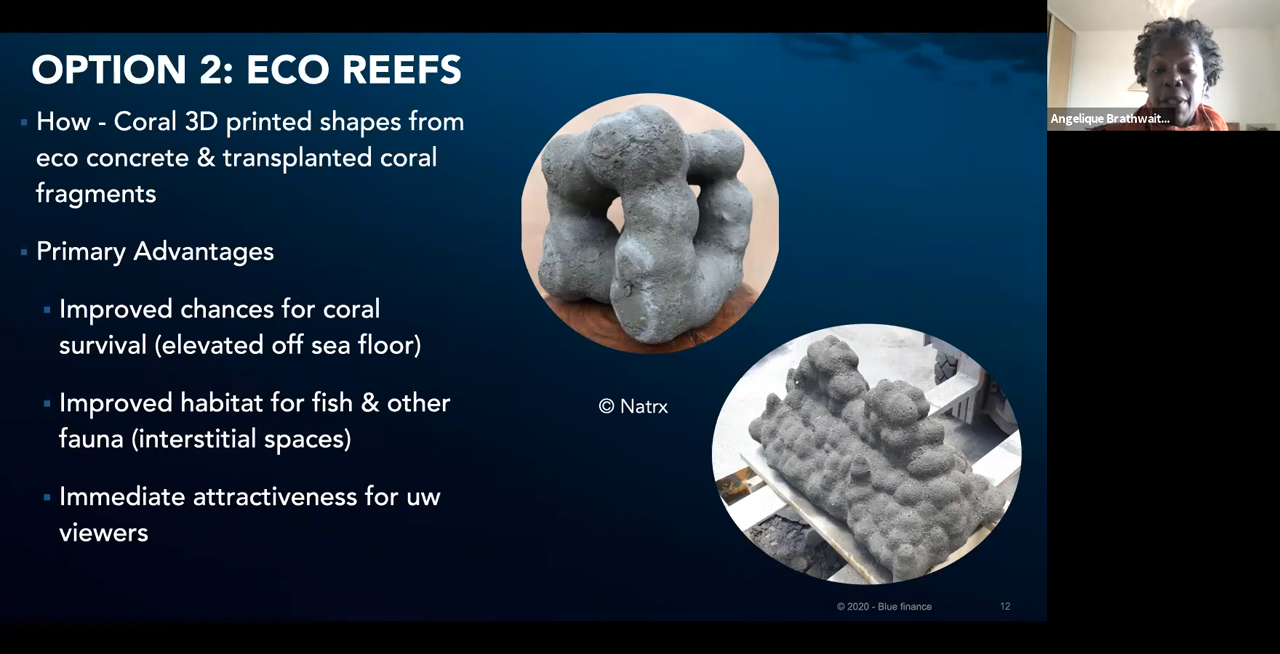 OPTION 2: ECO REEFS
▪ How - Coral 3D printed shapes from
eco concrete & transplanted coral
fragments
▪ Primary Advantages
▪ Improved chances for coral
survival (elevated off sea floor)
▪ Improved habitat for fish & other
fauna (interstitial spaces)
▪ Immediate attractiveness for uw
viewers
© Natrx
© 2020 - Blue finance
12
Angelique Brathwait...